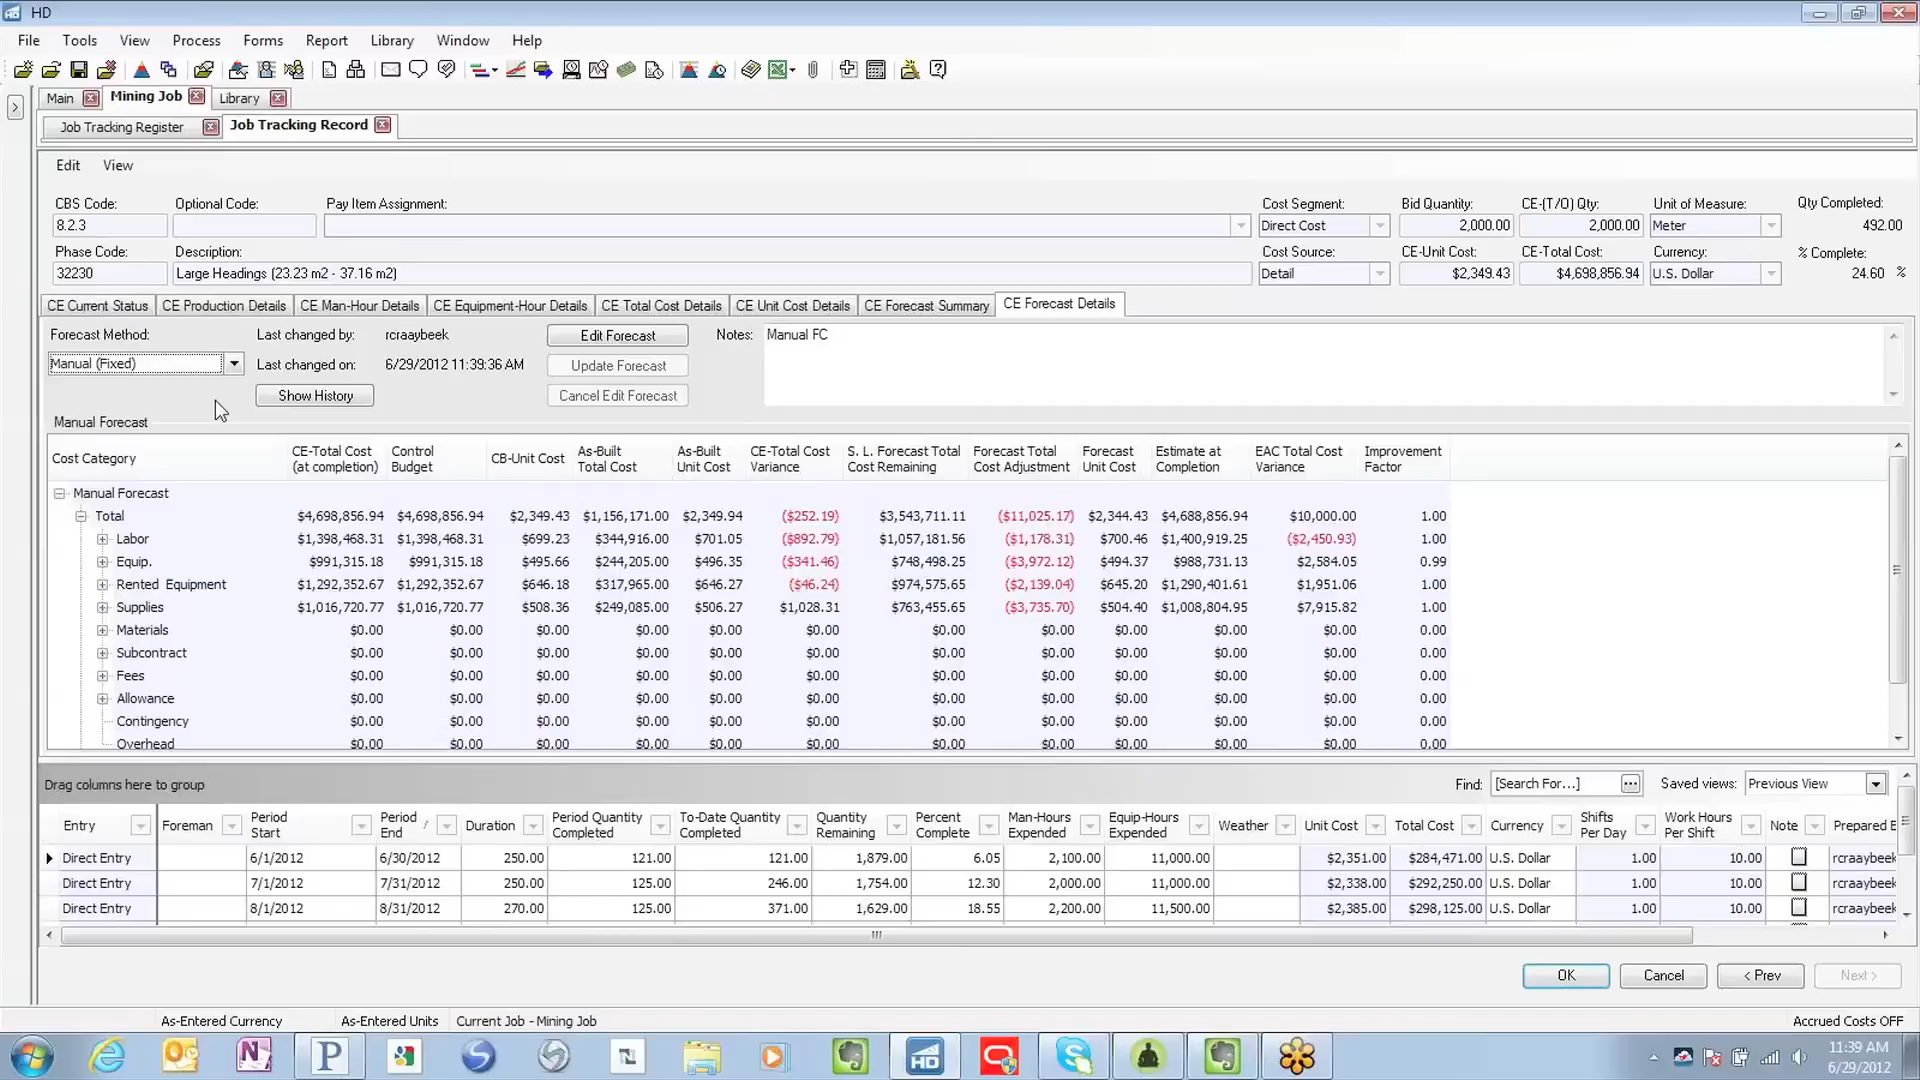 HD
File Tools View Process Forms Report Library Window Help
Main Mining Job Library
Job Tracking Register Job Tracking Record
Edit View
CBS Code: Optional Code: Pay Item Assignment: Cost Segment: Bid Quantity: CE-(T/O) Qty: Unit of Measure: Qty Completed:
8.2.3 Direct Cost 2,000.00 2,000.00 Meter 492.00
Phase Code: Description: Cost Source: CE-Unit Cost: CE-Total Cost: Currency: % Complete:
32230 Large Headings (23.23 m2 - 37.16 m2) Detail $2,349.43 $4,698,856.94 U.S. Dollar 24.60 %
CE Current Status CE Production Details CE Man-Hour Details CE Equipment-Hour Details CE Total Cost Details CE Unit Cost Details CE Forecast Summary CE Forecast Details
Forecast Method: Last changed by: rcraaybeek Edit Forecast Notes: Manual FC
Manual (Fixed) Last changed on: 6/29/2012 11:39:36 AM Update Forecast
Show History Cancel Edit Forecast
Manual Forecast
Cost Category CE-Total Cost (at completion) Control Budget CB-Unit Cost As-Built Total Cost As-Built Unit Cost CE-Total Cost Variance S. L. Forecast Total Cost Remaining Forecast Total Cost Adjustment Forecast Unit Cost Estimate at Completion EAC Total Cost Variance Improvement Factor
Manual Forecast
Total $4,698,856.94 $4,698,856.94 $2,349.43 $1,156,171.00 $2,349.94 ($252.19) $3,543,711.11 ($11,025.17) $2,344.43 $4,688,856.94 $10,000.00 1.00
Labor $1,398,468.31 $1,398,468.31 $699.23 $344,916.00 $701.05 ($892.79) $1,057,181.56 ($1,178.31) $700.46 $1,400,919.25 ($2,450.93) 1.00
Equip. $991,315.18 $991,315.18 $495.66 $244,205.00 $496.35 ($341.46) $748,498.25 ($3,972.12) $494.37 $988,731.13 $2,584.05 0.99
Rented Equipment $1,292,352.67 $1,292,352.67 $646.18 $317,965.00 $646.27 ($46.24) $974,575.65 ($2,139.04) $645.20 $1,290,401.61 $1,951.06 1.00
Supplies $1,016,720.77 $1,016,720.77 $508.36 $249,085.00 $506.27 $1,028.31 $763,455.65 ($3,735.70) $504.40 $1,008,804.95 $7,915.82 1.00
Materials $0.00 $0.00 $0.00 $0.00 $0.00 $0.00 $0.00 $0.00 $0.00 $0.00 $0.00 0.00
Subcontract $0.00 $0.00 $0.00 $0.00 $0.00 $0.00 $0.00 $0.00 $0.00 $0.00 $0.00 0.00
Fees $0.00 $0.00 $0.00 $0.00 $0.00 $0.00 $0.00 $0.00 $0.00 $0.00 $0.00 0.00
Allowance $0.00 $0.00 $0.00 $0.00 $0.00 $0.00 $0.00 $0.00 $0.00 $0.00 $0.00 0.00
Contingency $0.00 $0.00 $0.00 $0.00 $0.00 $0.00 $0.00 $0.00 $0.00 $0.00 $0.00 0.00
Overhead $0.00 $0.00 $0.00 $0.00 $0.00 $0.00 $0.00 $0.00 $0.00 $0.00 $0.00 0.00
Drag columns here to group Find: [Search For...] Saved views: Previous View
Entry Foreman Period Start Period End Duration Period Quantity Completed To-Date Quantity Completed Quantity Remaining Percent Complete Man-Hours Expended Equip-Hours Expended Weather Unit Cost Total Cost Currency Shifts Per Day Work Hours Per Shift Note Prepared B
Direct Entry 6/1/2012 6/30/2012 250.00 121.00 121.00 1,879.00 6.05 2,100.00 11,000.00 $2,351.00 $284,471.00 U.S. Dollar 1.00 10.00 rcraaybeek
Direct Entry 7/1/2012 7/31/2012 250.00 125.00 246.00 1,754.00 12.30 2,000.00 11,000.00 $2,338.00 $292,250.00 U.S. Dollar 1.00 10.00 rcraaybeek
Direct Entry 8/1/2012 8/31/2012 270.00 125.00 371.00 1,629.00 18.55 2,200.00 11,500.00 $2,385.00 $298,125.00 U.S. Dollar 1.00 10.00 rcraaybeek
OK Cancel < Prev Next >
As-Entered Currency As-Entered Units Current Job - Mining Job Accrued Costs OFF
11:39 AM
6/29/2012